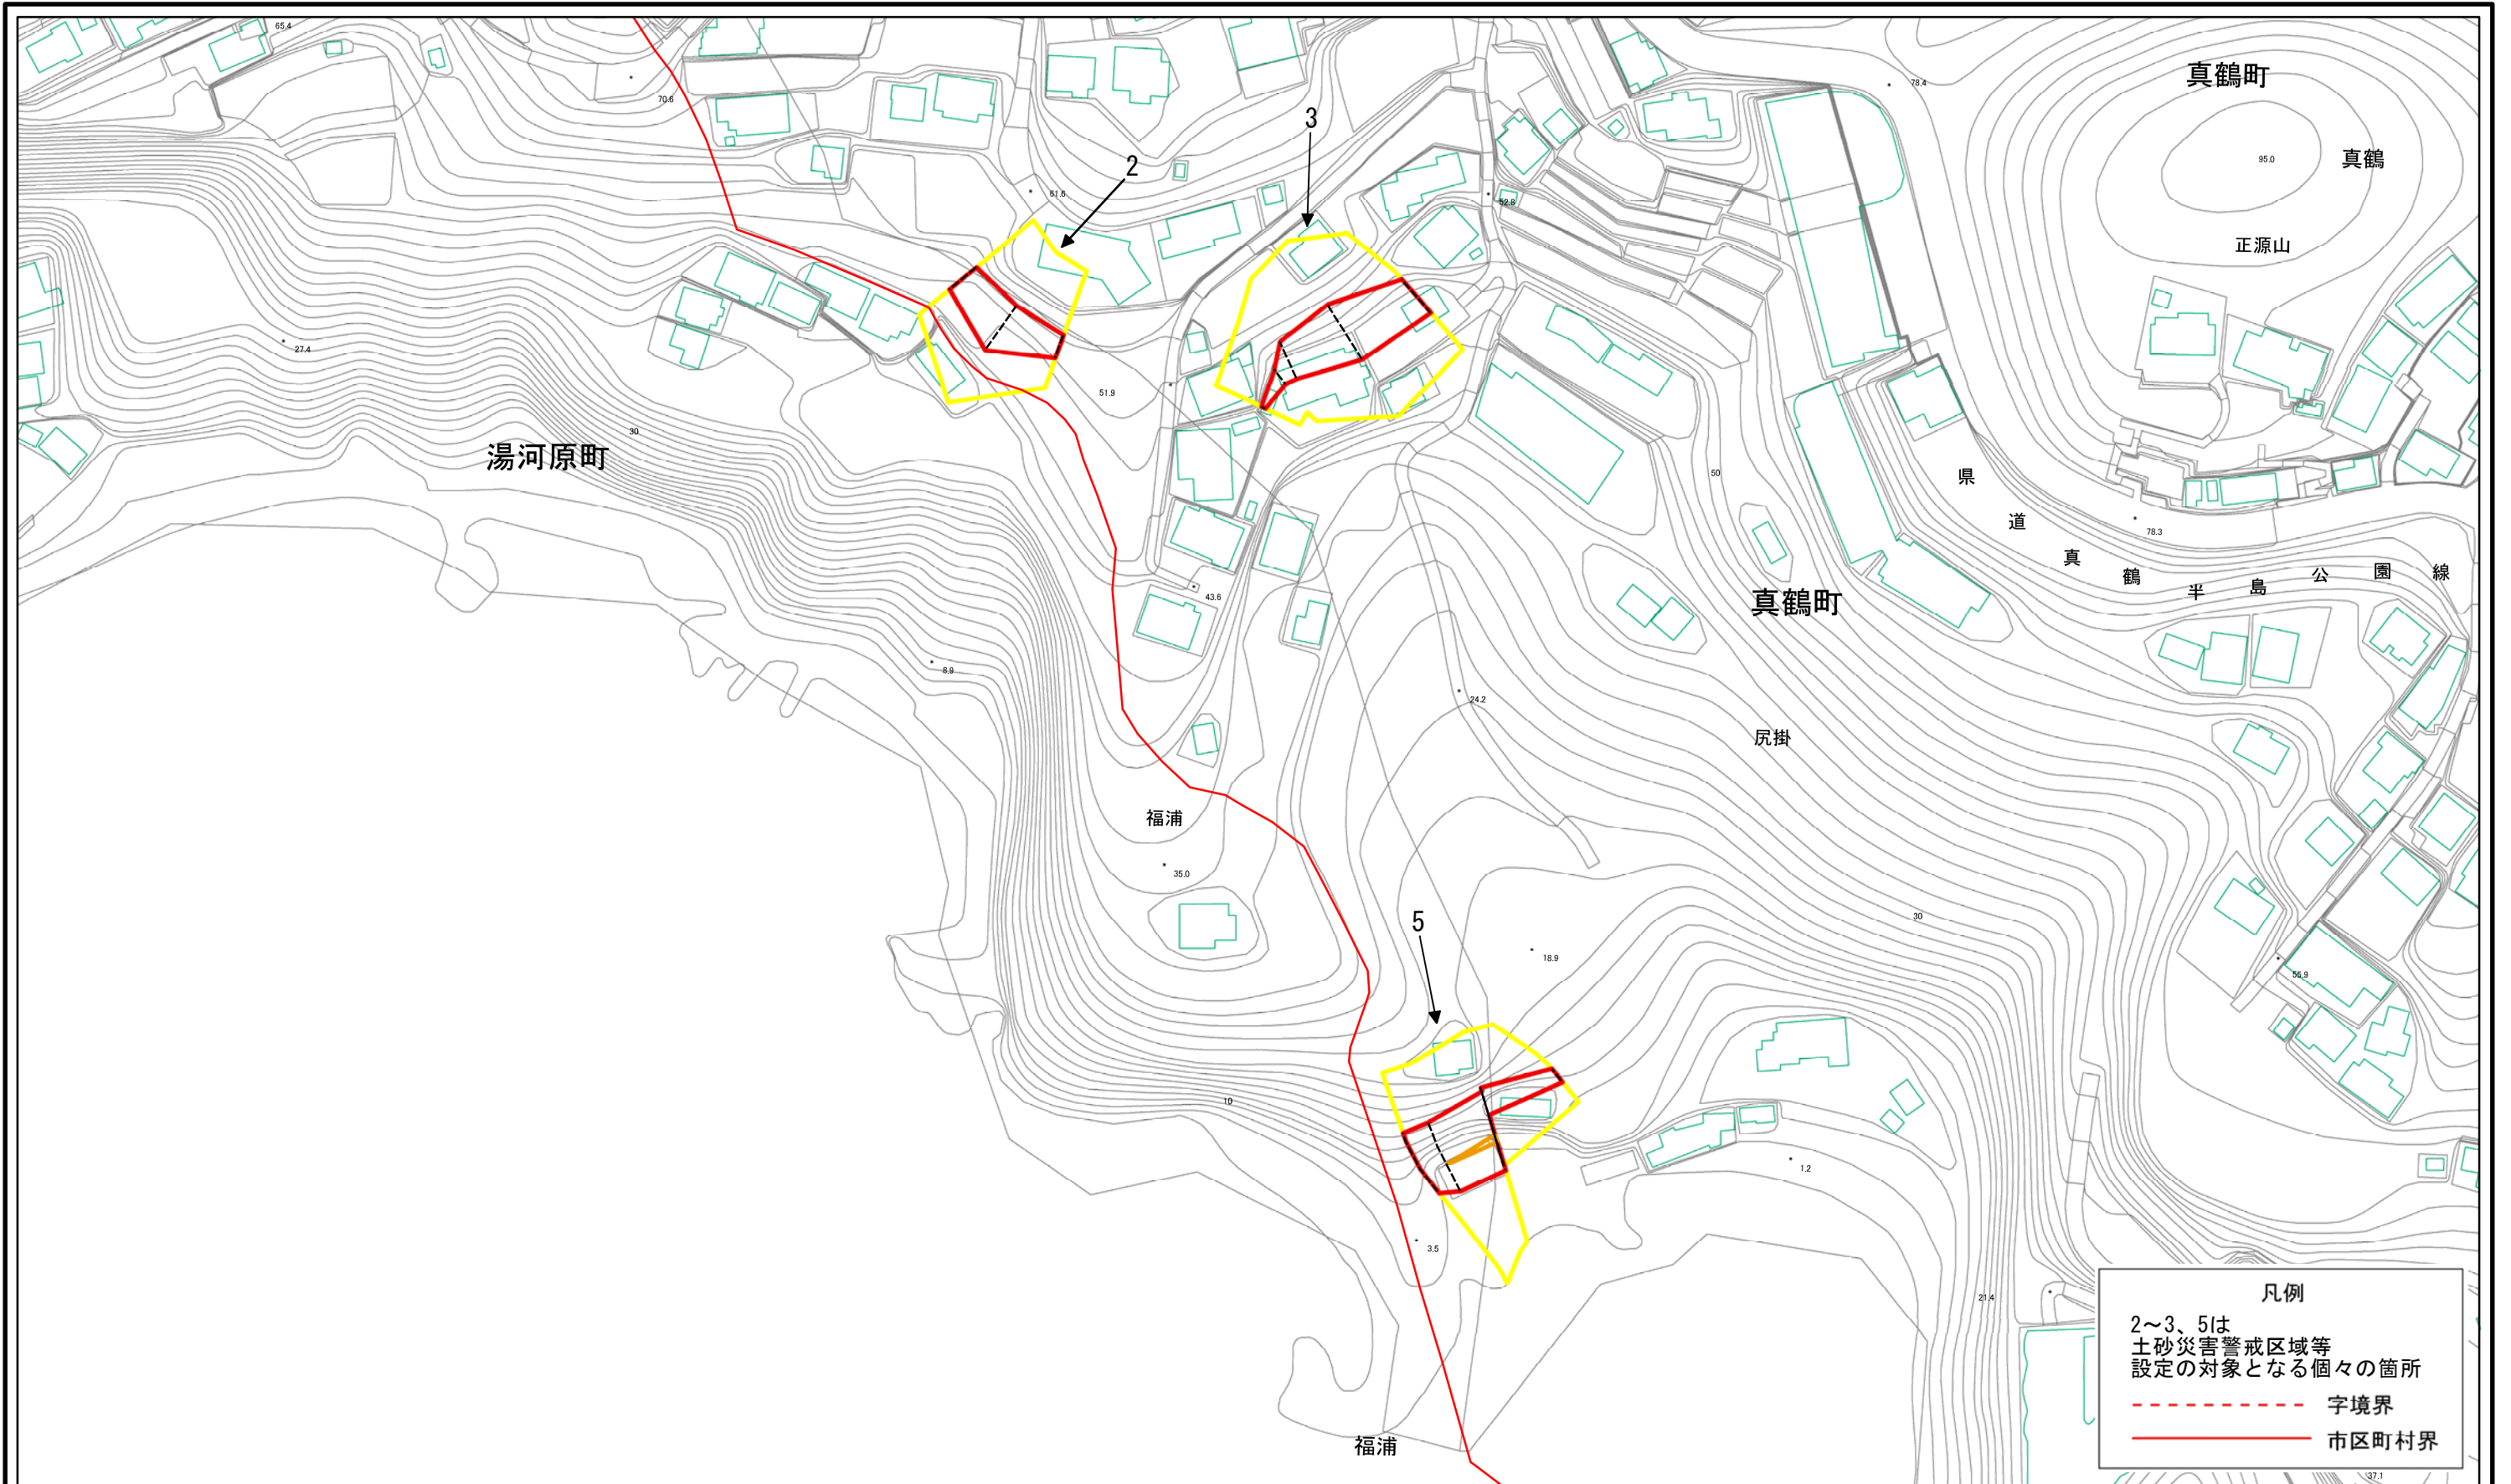 65.4
70.6
78.4
真鶴町
3
2
95.0
真鶴
61.6
52.8
正源山
27.4
51.9
30
湯河原町
50
県道真鶴半島公園線
78.3
43.6
真鶴町
8.9
24.2
尻掛
福浦
35.0
30
5
18.9
55.9
10
1.2
3.5
21.4
福浦
凡例
2～3、5は
土砂災害警戒区域等
設定の対象となる個々の箇所
字境界
市区町村界
37.1